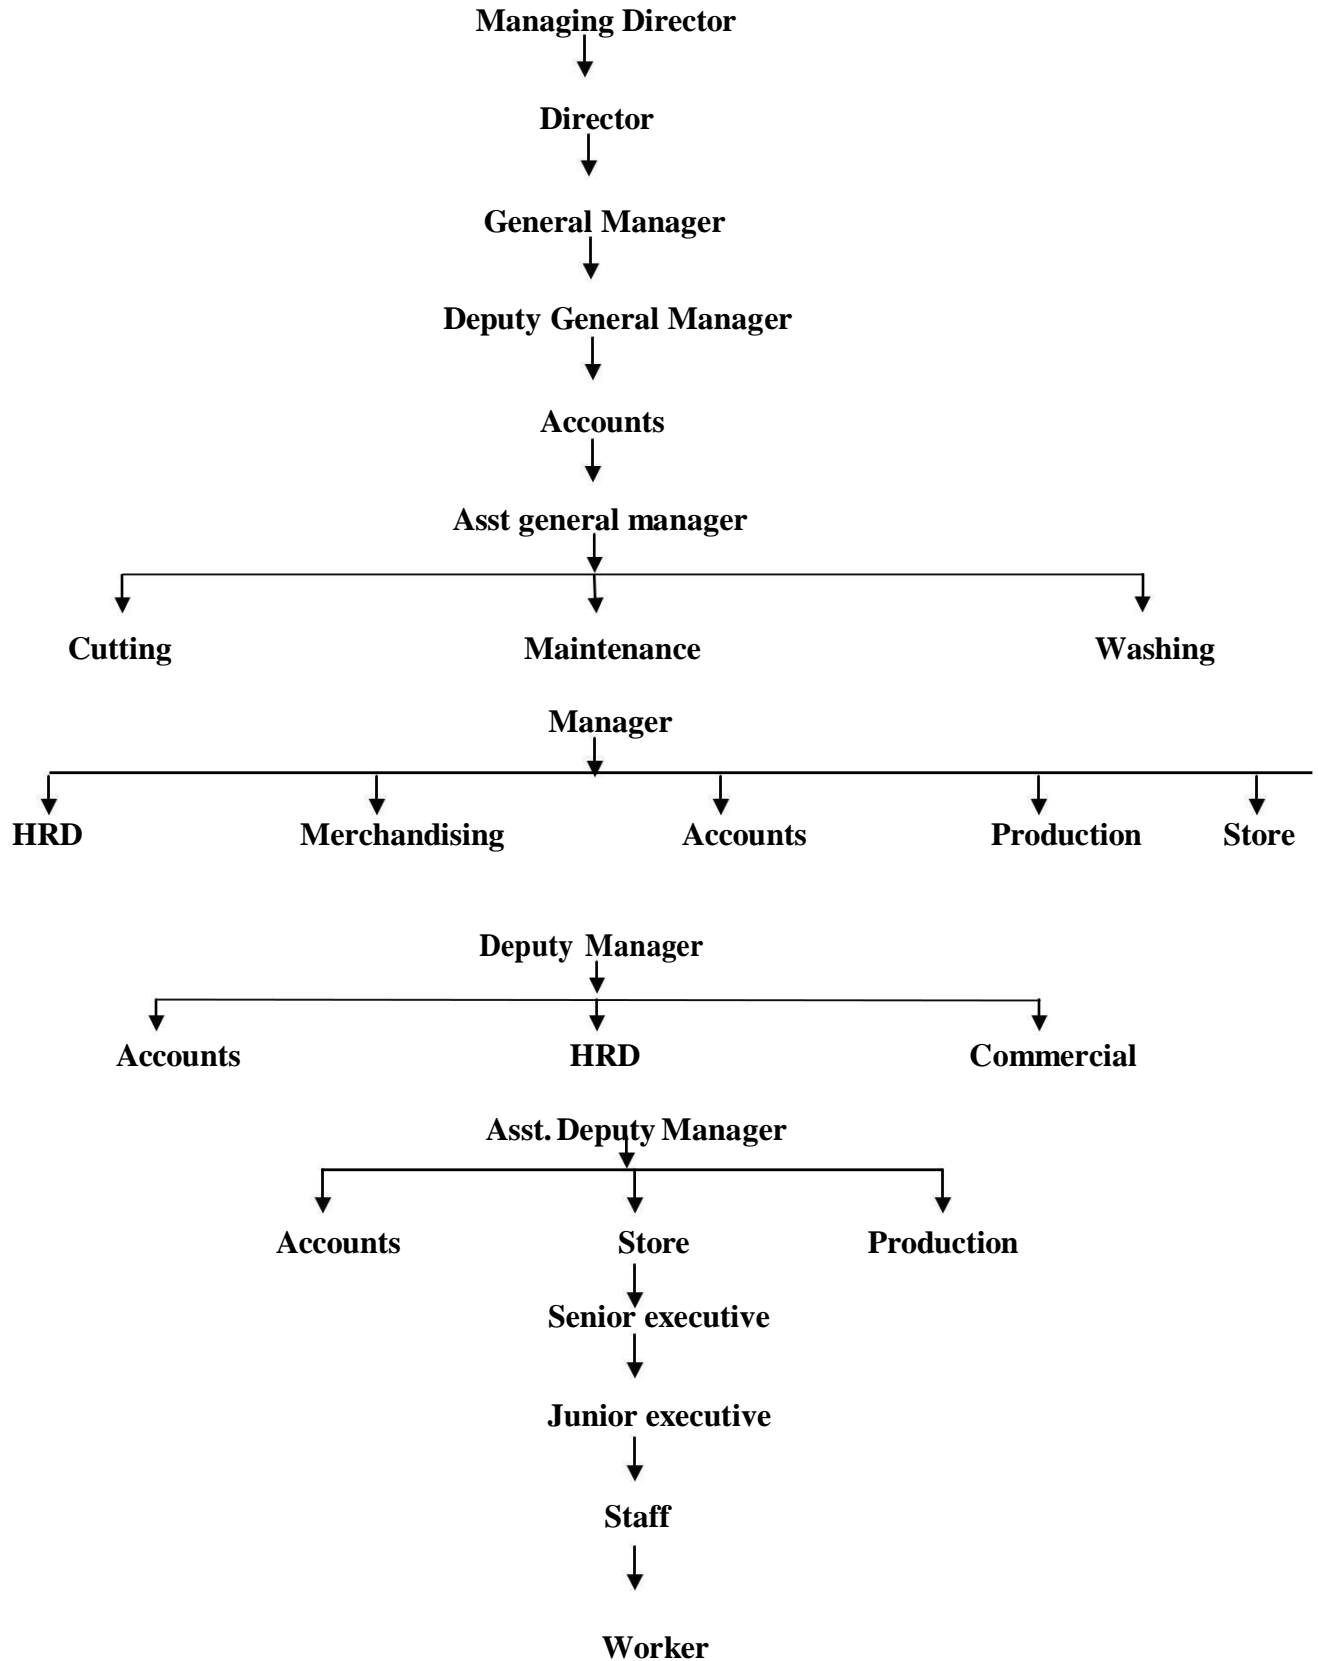 Managing Director
Director
General Manager
Deputy General Manager
Accounts
Asst general manager
Cutting Maintenance Washing
Manager
HRD Merchandising Accounts Production Store
Deputy Manager
Accounts HRD Commercial
Asst. Deputy Manager
Accounts Store Production
Senior executive
Junior executive
Staff
Worker